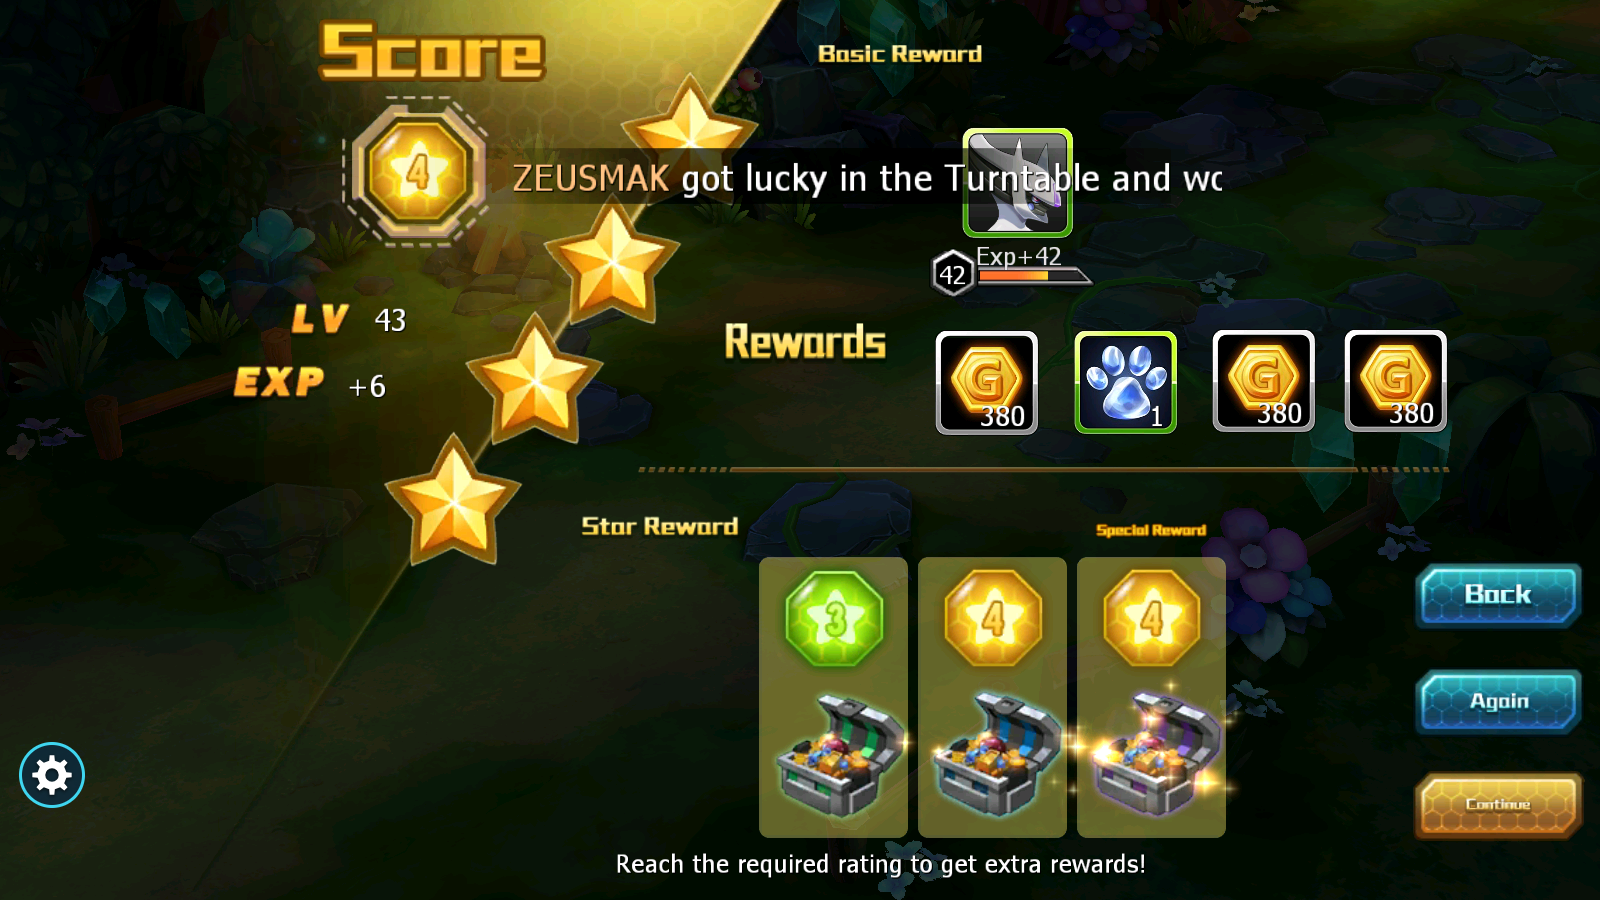 Score
Basic Reward
4
ZEUSMAK got lucky in the Turntable and wo
42
Exp+42
LV 43
EXP +6
Rewards
G 380
1
G 380
G 380
Star Reward
Special Reward
3
4
4
Back
Again
Continue
Reach the required rating to get extra rewards!